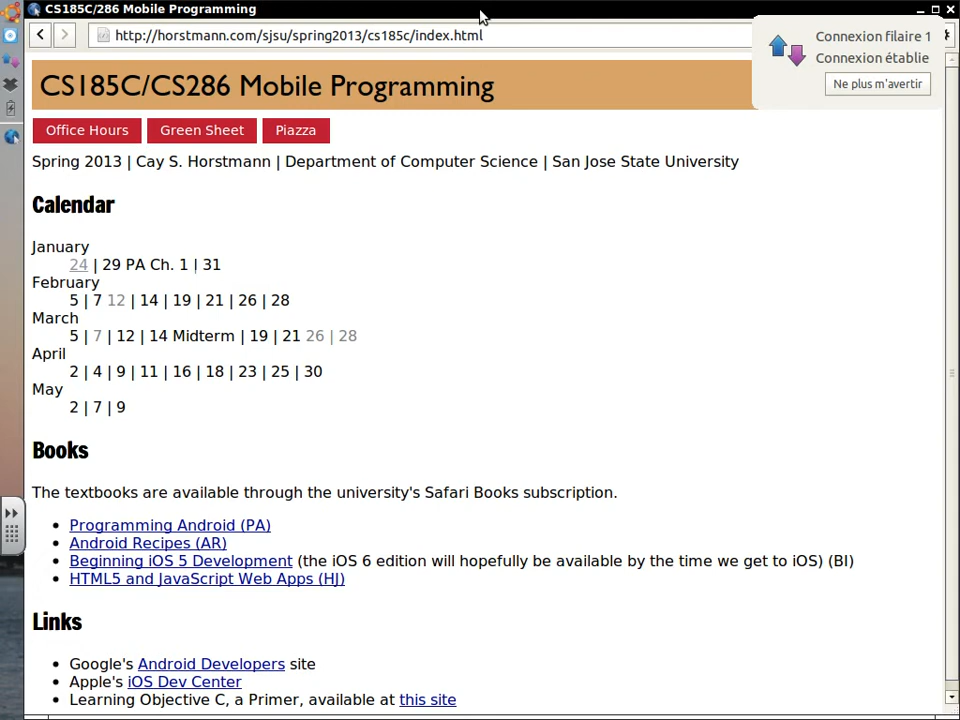 CS185C/286 Mobile Programming
http://horstmann.com/sjsu/spring2013/cs185c/index.html
Connexion filaire 1
Connexion établie
Ne plus m'avertir
CS185C/CS286 Mobile Programming
Office Hours Green Sheet Piazza
Spring 2013 | Cay S. Horstmann | Department of Computer Science | San Jose State University
Calendar
January
24 | 29 PA Ch. 1 | 31
February
5 | 7 12 | 14 | 19 | 21 | 26 | 28
March
5 | 7 | 12 | 14 Midterm | 19 | 21 26 | 28
April
2 | 4 | 9 | 11 | 16 | 18 | 23 | 25 | 30
May
2 | 7 | 9
Books
The textbooks are available through the university's Safari Books subscription.
• Programming Android (PA)
• Android Recipes (AR)
• Beginning iOS 5 Development (the iOS 6 edition will hopefully be available by the time we get to iOS) (BI)
• HTML5 and JavaScript Web Apps (HJ)
Links
• Google's Android Developers site
• Apple's iOS Dev Center
• Learning Objective C, a Primer, available at this site